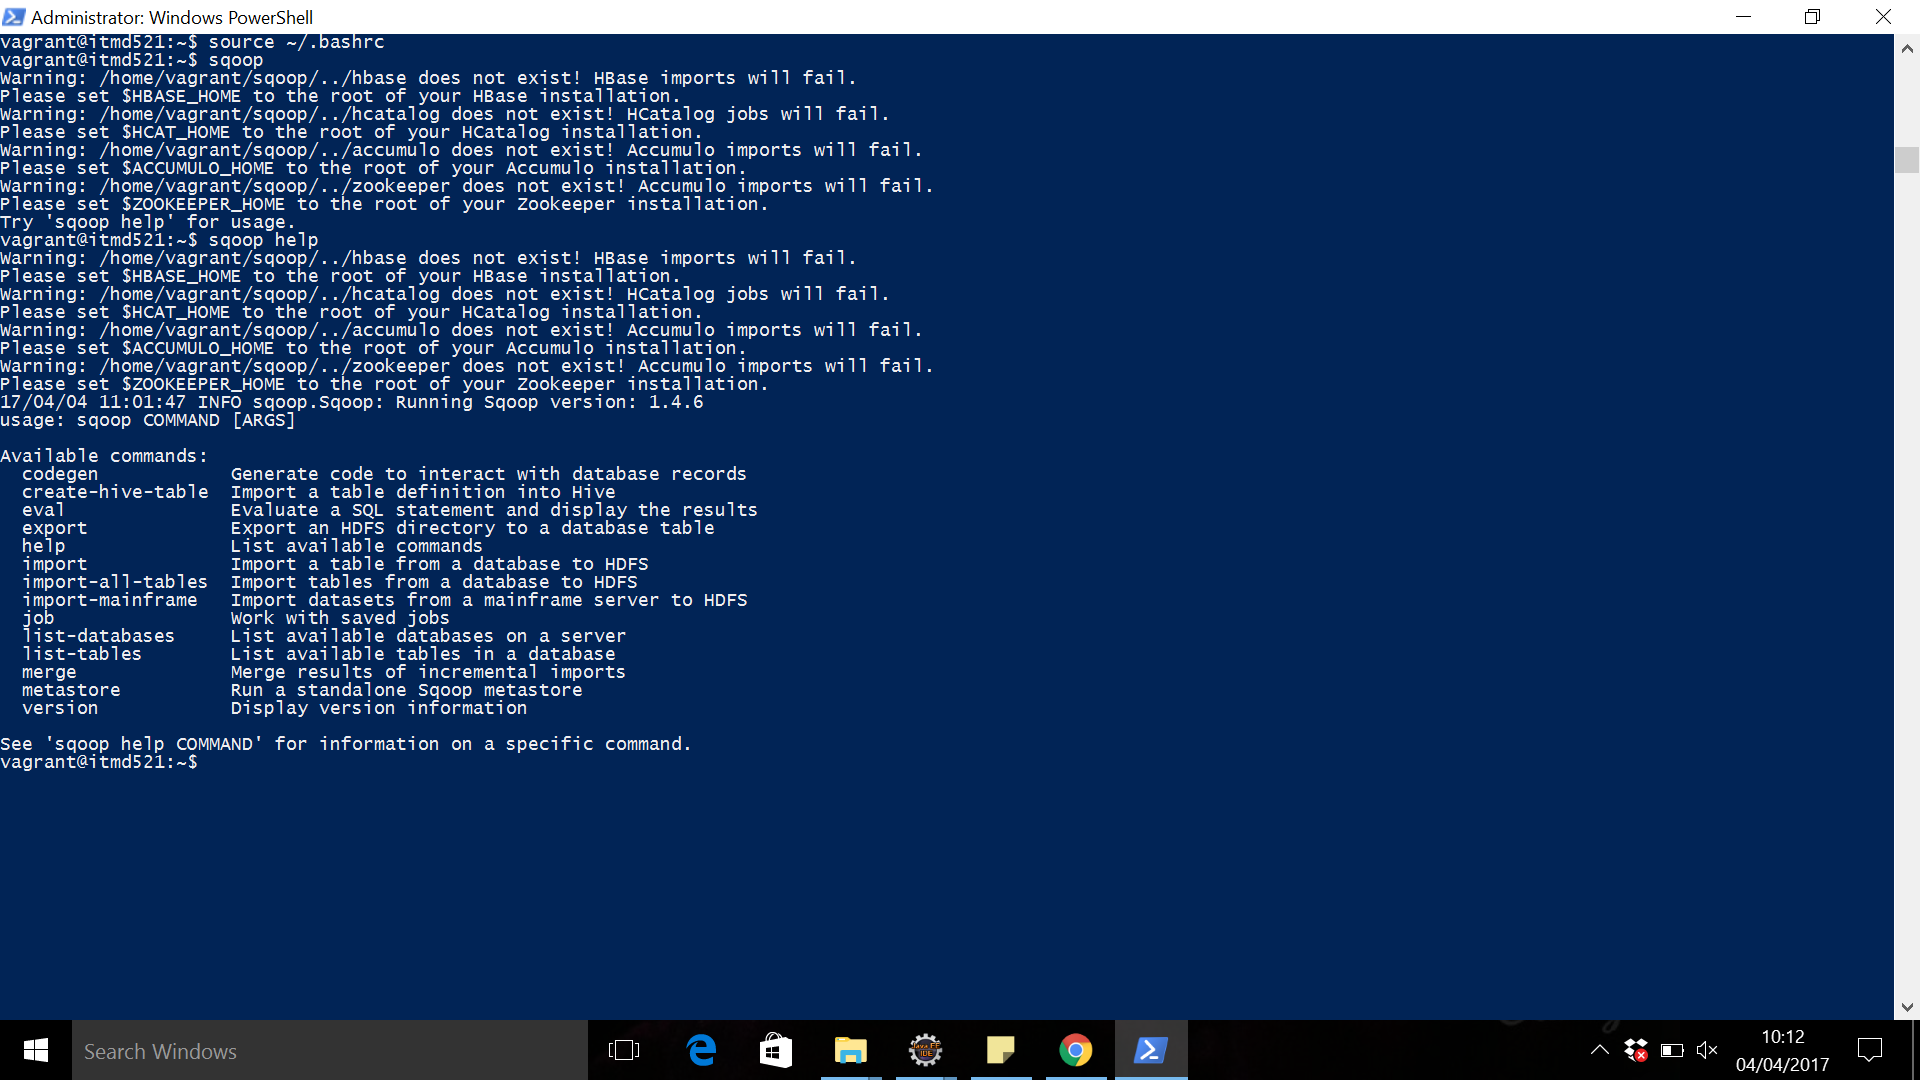 Administrator: Windows PowerShell
vagrant@itmd521:~$ source ~/.bashrc
vagrant@itmd521:~$ sqoop
Warning: /home/vagrant/sqoop/../hbase does not exist! HBase imports will fail.
Please set $HBASE_HOME to the root of your HBase installation.
Warning: /home/vagrant/sqoop/../hcatalog does not exist! HCatalog jobs will fail.
Please set $HCAT_HOME to the root of your HCatalog installation.
Warning: /home/vagrant/sqoop/../accumulo does not exist! Accumulo imports will fail.
Please set $ACCUMULO_HOME to the root of your Accumulo installation.
Warning: /home/vagrant/sqoop/../zookeeper does not exist! Accumulo imports will fail.
Please set $ZOOKEEPER_HOME to the root of your Zookeeper installation.
Try 'sqoop help' for usage.
vagrant@itmd521:~$ sqoop help
Warning: /home/vagrant/sqoop/../hbase does not exist! HBase imports will fail.
Please set $HBASE_HOME to the root of your HBase installation.
Warning: /home/vagrant/sqoop/../hcatalog does not exist! HCatalog jobs will fail.
Please set $HCAT_HOME to the root of your HCatalog installation.
Warning: /home/vagrant/sqoop/../accumulo does not exist! Accumulo imports will fail.
Please set $ACCUMULO_HOME to the root of your Accumulo installation.
Warning: /home/vagrant/sqoop/../zookeeper does not exist! Accumulo imports will fail.
Please set $ZOOKEEPER_HOME to the root of your Zookeeper installation.
17/04/04 11:01:47 INFO sqoop.Sqoop: Running Sqoop version: 1.4.6
usage: sqoop COMMAND [ARGS]
Available commands:
codegen Generate code to interact with database records
create-hive-table Import a table definition into Hive
eval Evaluate a SQL statement and display the results
export Export an HDFS directory to a database table
help List available commands
import Import a table from a database to HDFS
import-all-tables Import tables from a database to HDFS
import-mainframe Import datasets from a mainframe server to HDFS
job Work with saved jobs
list-databases List available databases on a server
list-tables List available tables in a database
merge Merge results of incremental imports
metastore Run a standalone Sqoop metastore
version Display version information
See 'sqoop help COMMAND' for information on a specific command.
vagrant@itmd521:~$
Search Windows
Java EE
IDE
10:12
04/04/2017